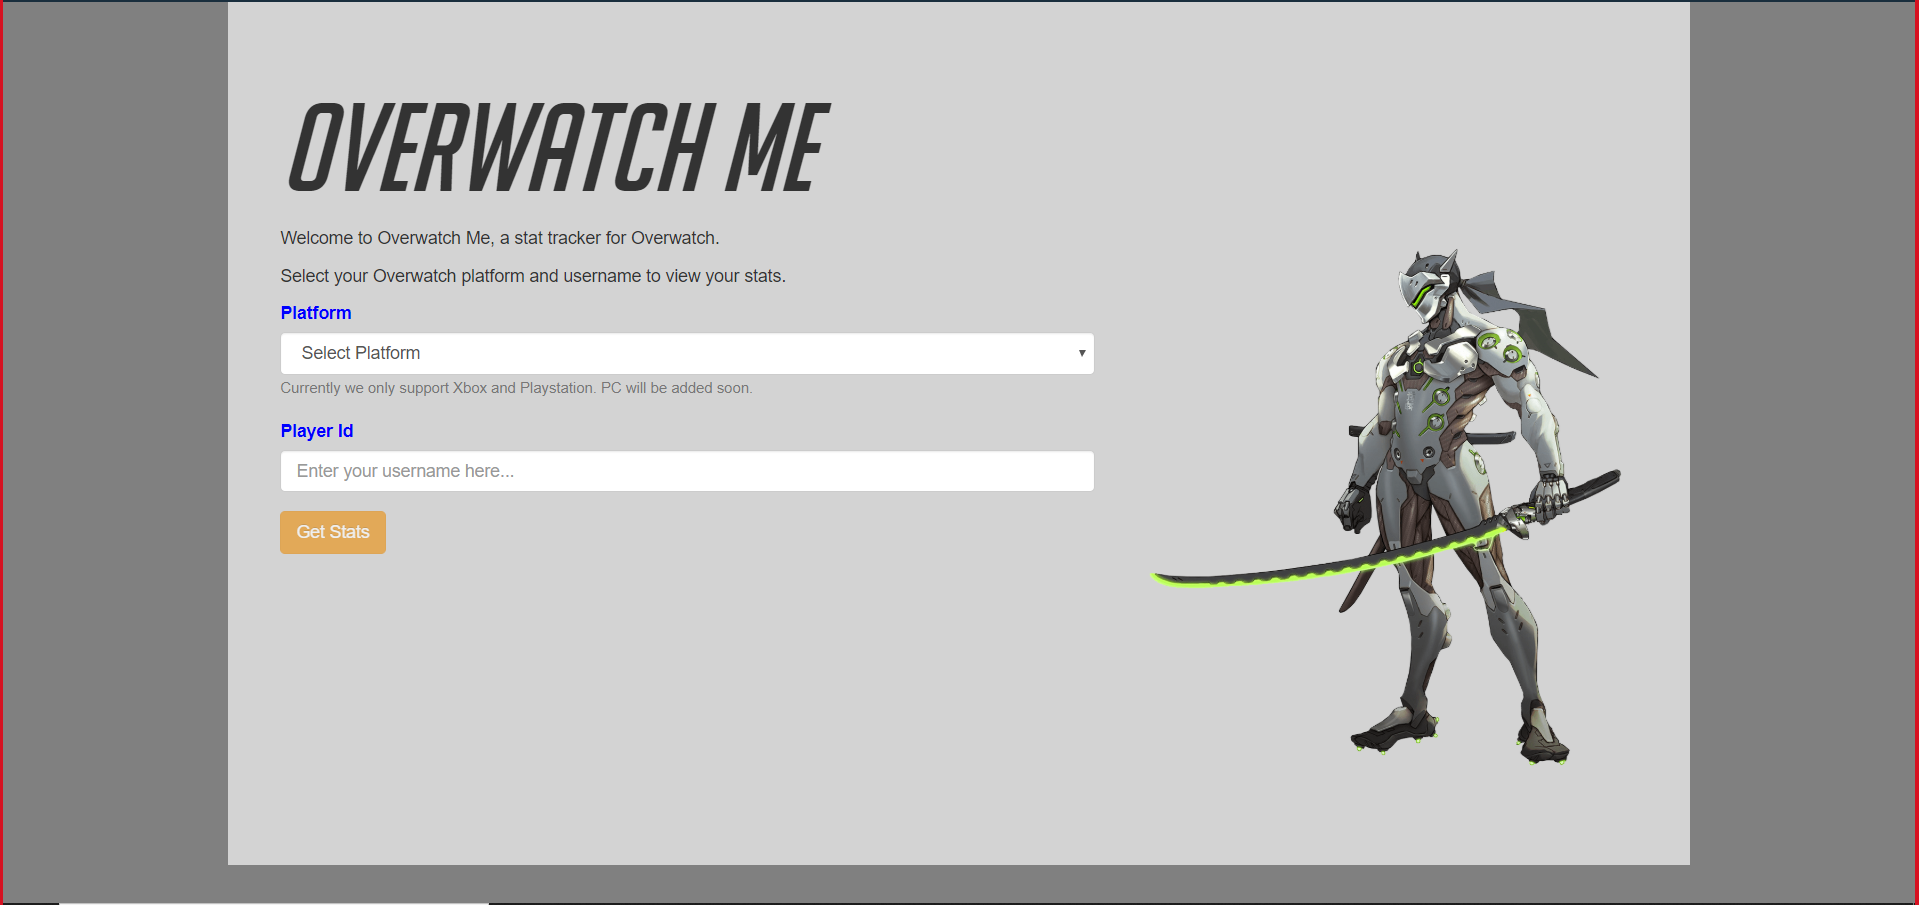 OVERWATCH ME
Welcome to Overwatch Me, a stat tracker for Overwatch.
Select your Overwatch platform and username to view your stats.
Platform
Select Platform
Currently we only support Xbox and Playstation. PC will be added soon.
Player Id
Enter your username here...
Get Stats